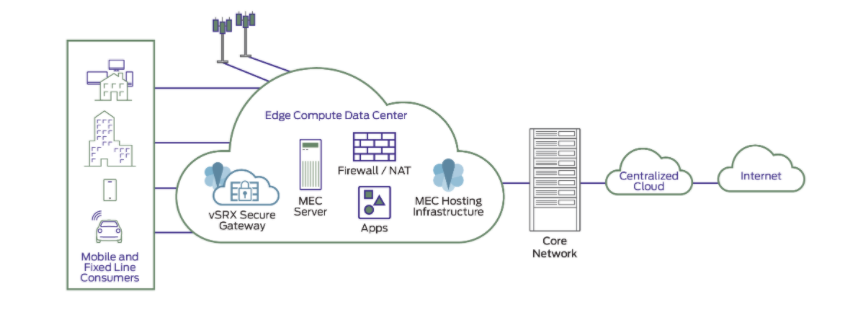 Edge Compute Data Center
Firewall / NAT
vSRX Secure
Gateway
MEC
Server
Apps
MEC Hosting
Infrastructure
Mobile and
Fixed Line
Consumers
Core
Network
Centralized
Cloud
Internet